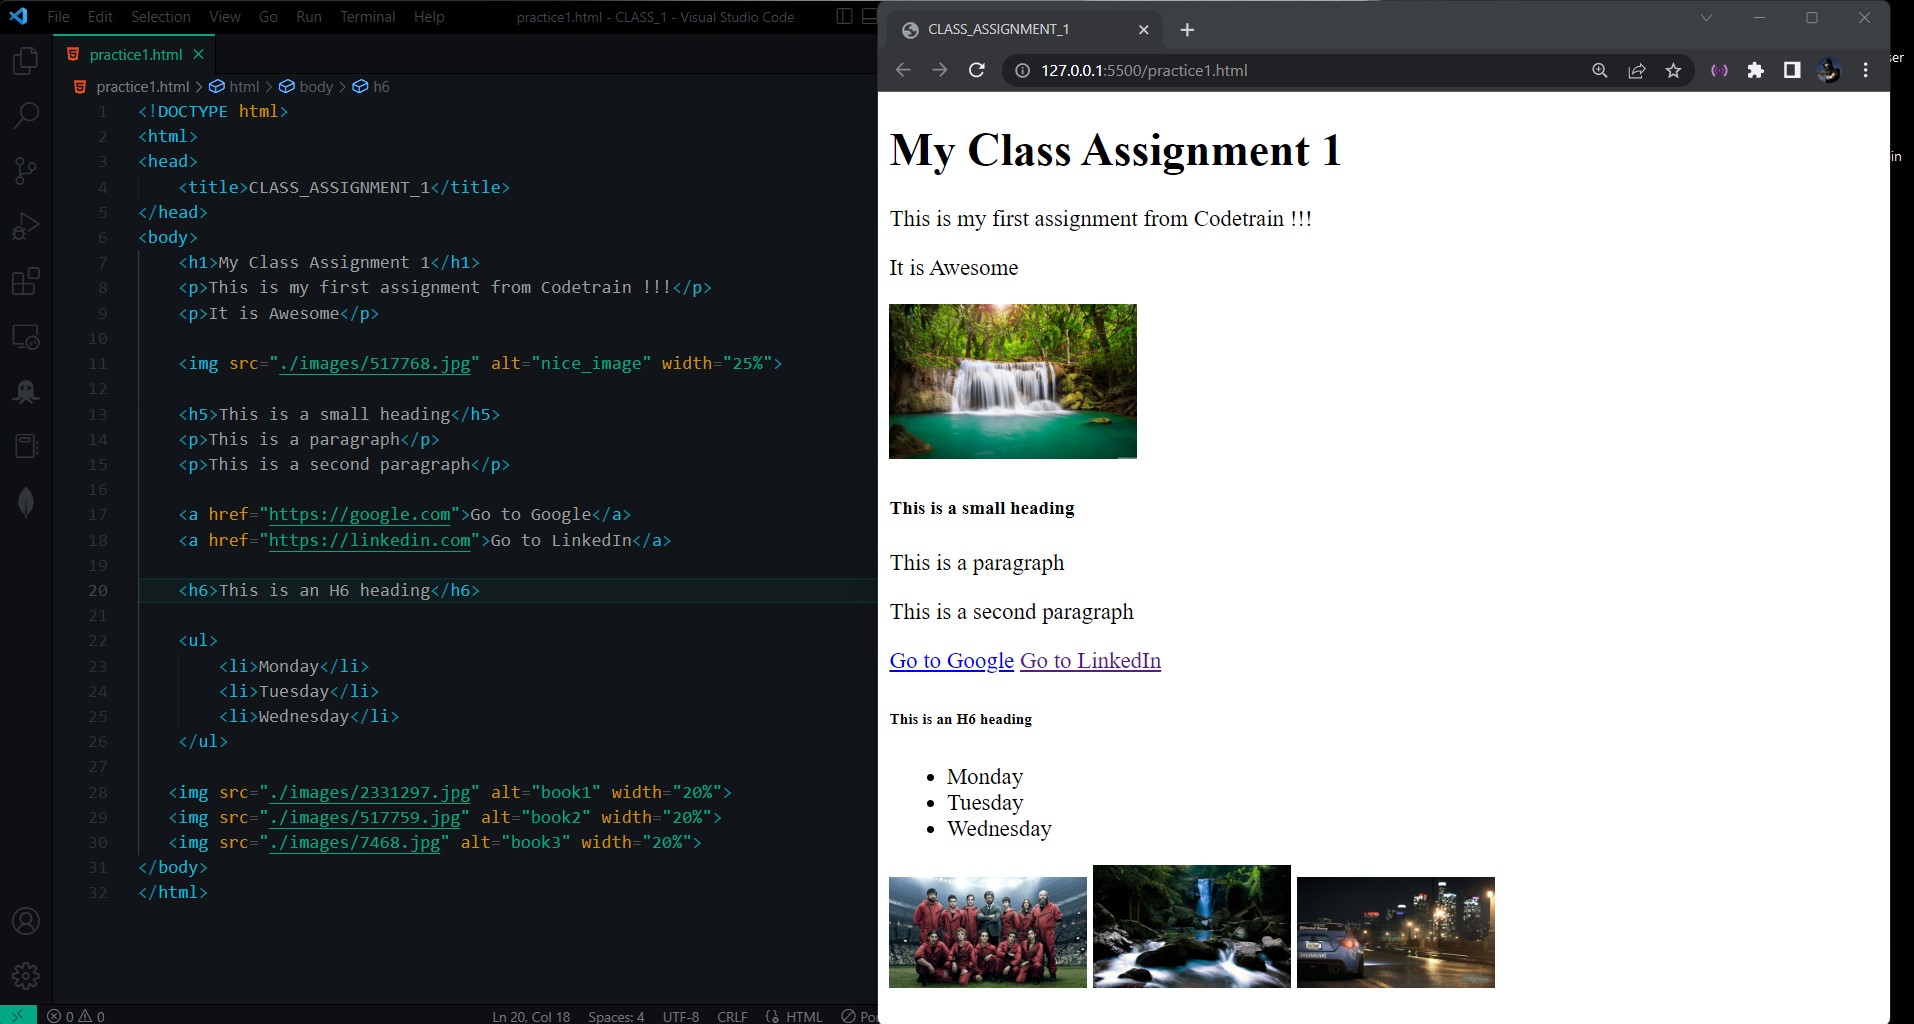 File Edit Selection View Go Run Terminal Help practice1.html - CLASS_1 - Visual Studio Code
practice1.html
practice1.html > html > body > h6
1 <!DOCTYPE html>
2 <html>
3 <head>
4 <title>CLASS_ASSIGNMENT_1</title>
5 </head>
6 <body>
7 <h1>My Class Assignment 1</h1>
8 <p>This is my first assignment from Codetrain !!!</p>
9 <p>It is Awesome</p>
10
11 <img src="./images/517768.jpg" alt="nice_image" width="25%">
12
13 <h5>This is a small heading</h5>
14 <p>This is a paragraph</p>
15 <p>This is a second paragraph</p>
16
17 <a href="https://google.com">Go to Google</a>
18 <a href="https://linkedin.com">Go to LinkedIn</a>
19
20 <h6>This is an H6 heading</h6>
21
22 <ul>
23 <li>Monday</li>
24 <li>Tuesday</li>
25 <li>Wednesday</li>
26 </ul>
27
28 <img src="./images/2331297.jpg" alt="book1" width="20%">
29 <img src="./images/517759.jpg" alt="book2" width="20%">
30 <img src="./images/7468.jpg" alt="book3" width="20%">
31 </body>
32 </html>
0 0 Ln 20, Col 18 Spaces: 4 UTF-8 CRLF HTML Po
CLASS_ASSIGNMENT_1
127.0.0.1:5500/practice1.html
My Class Assignment 1
This is my first assignment from Codetrain !!!
It is Awesome
This is a small heading
This is a paragraph
This is a second paragraph
Go to Google Go to LinkedIn
This is an H6 heading
• Monday
• Tuesday
• Wednesday
ser
in